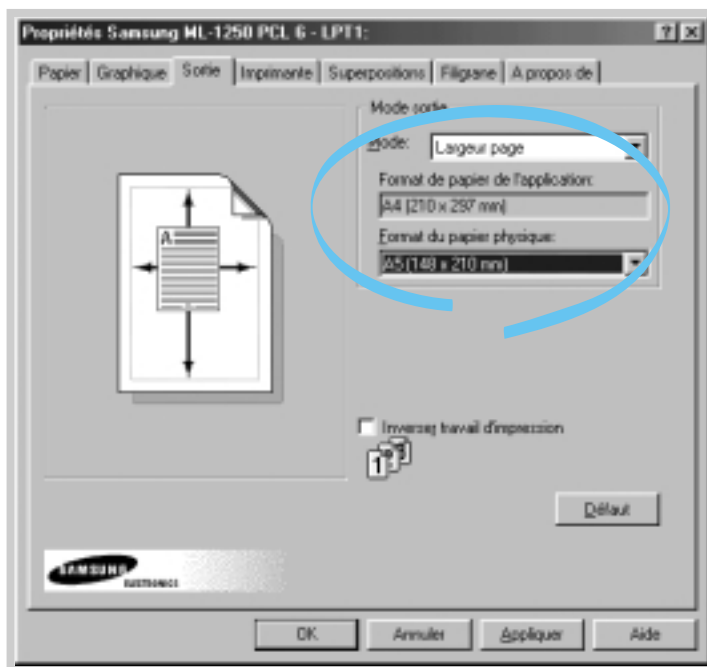 Propriétés Samsung ML-1250 PCL 6 - LPT1:
Papier Graphique Sortie Imprimante Superpositions Filigrane A propos de
Mode sortie
Mode: Largeur page
Format de papier de l'application:
A4 (210 x 297 mm)
Format du papier physique:
A5 (148 x 210 mm)
A
Inverser travail d'impression
1
Défaut
SAMSUNG
ELECTRONICS
OK Annuler Appliquer Aide